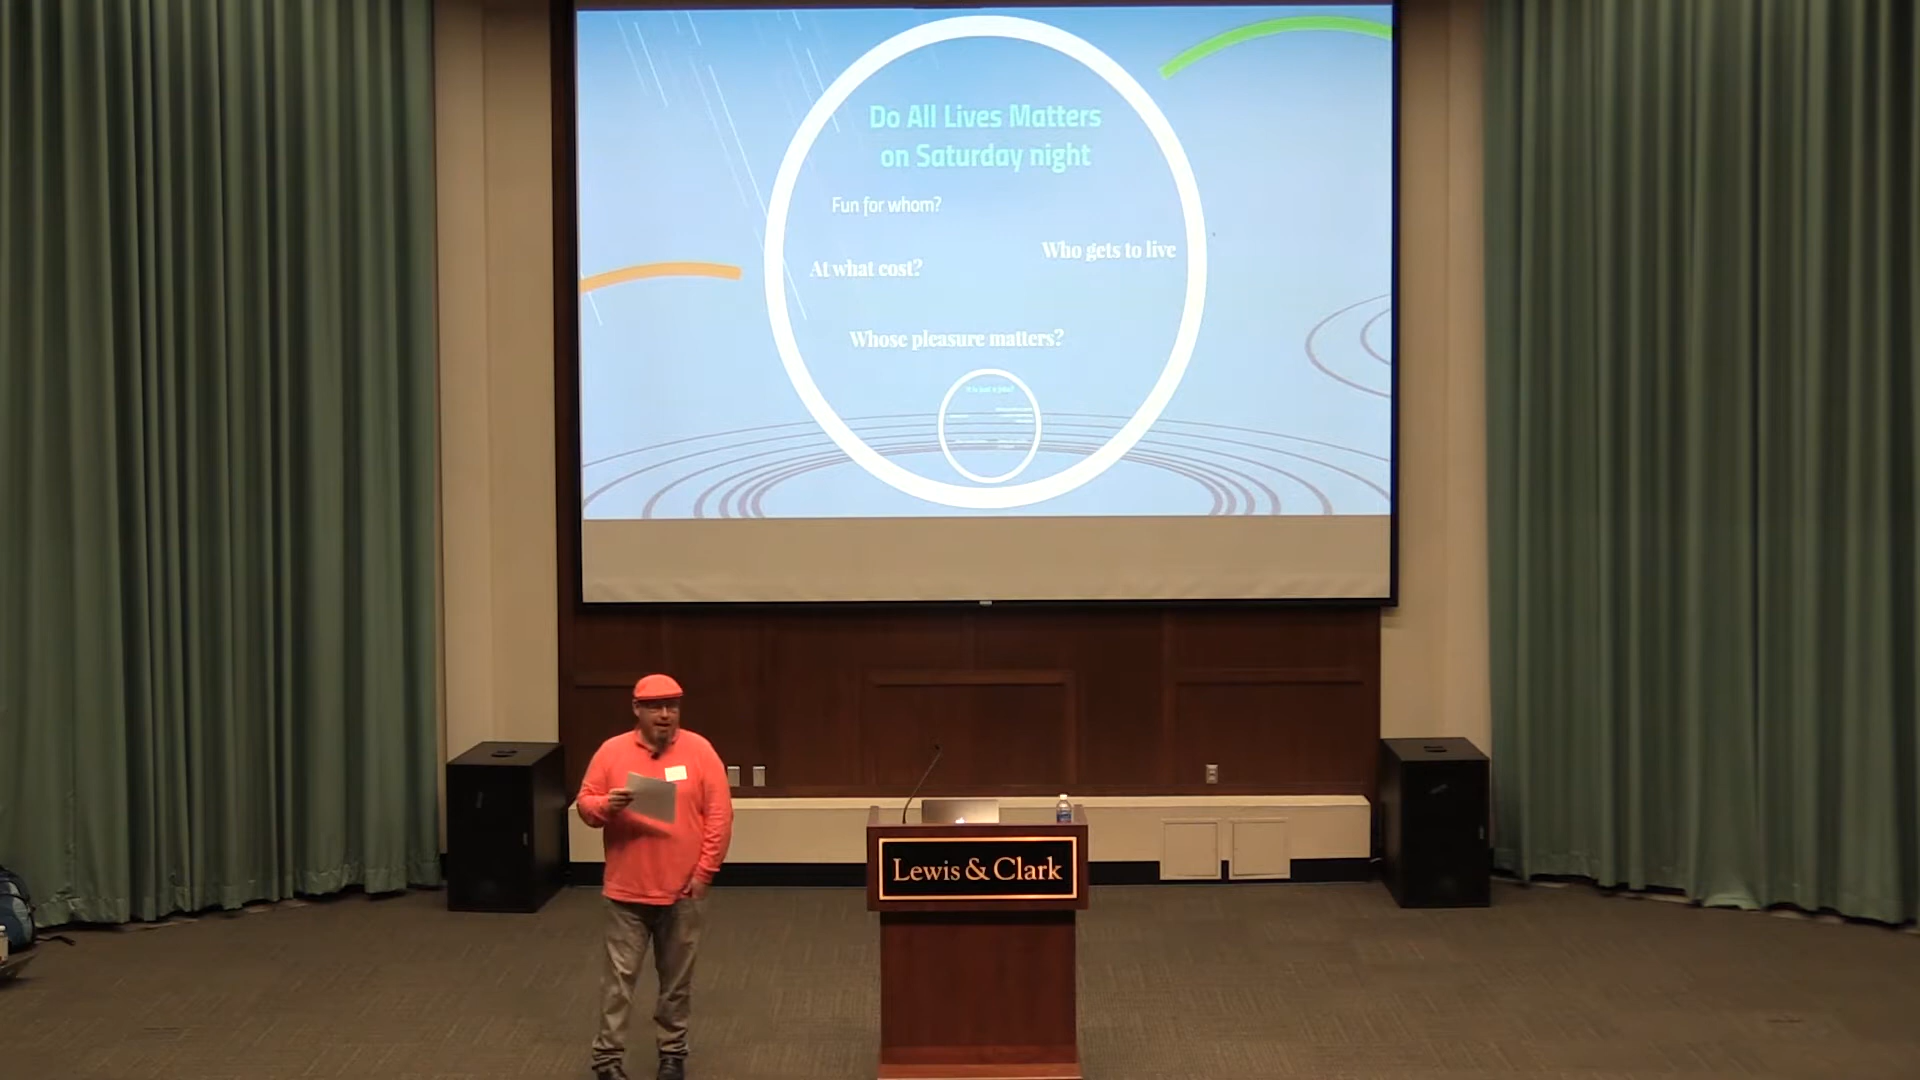 Do All Lives Matters
on Saturday night
Fun for whom?
Who gets to live
At what cost?
Whose pleasure matters?
Lewis & Clark